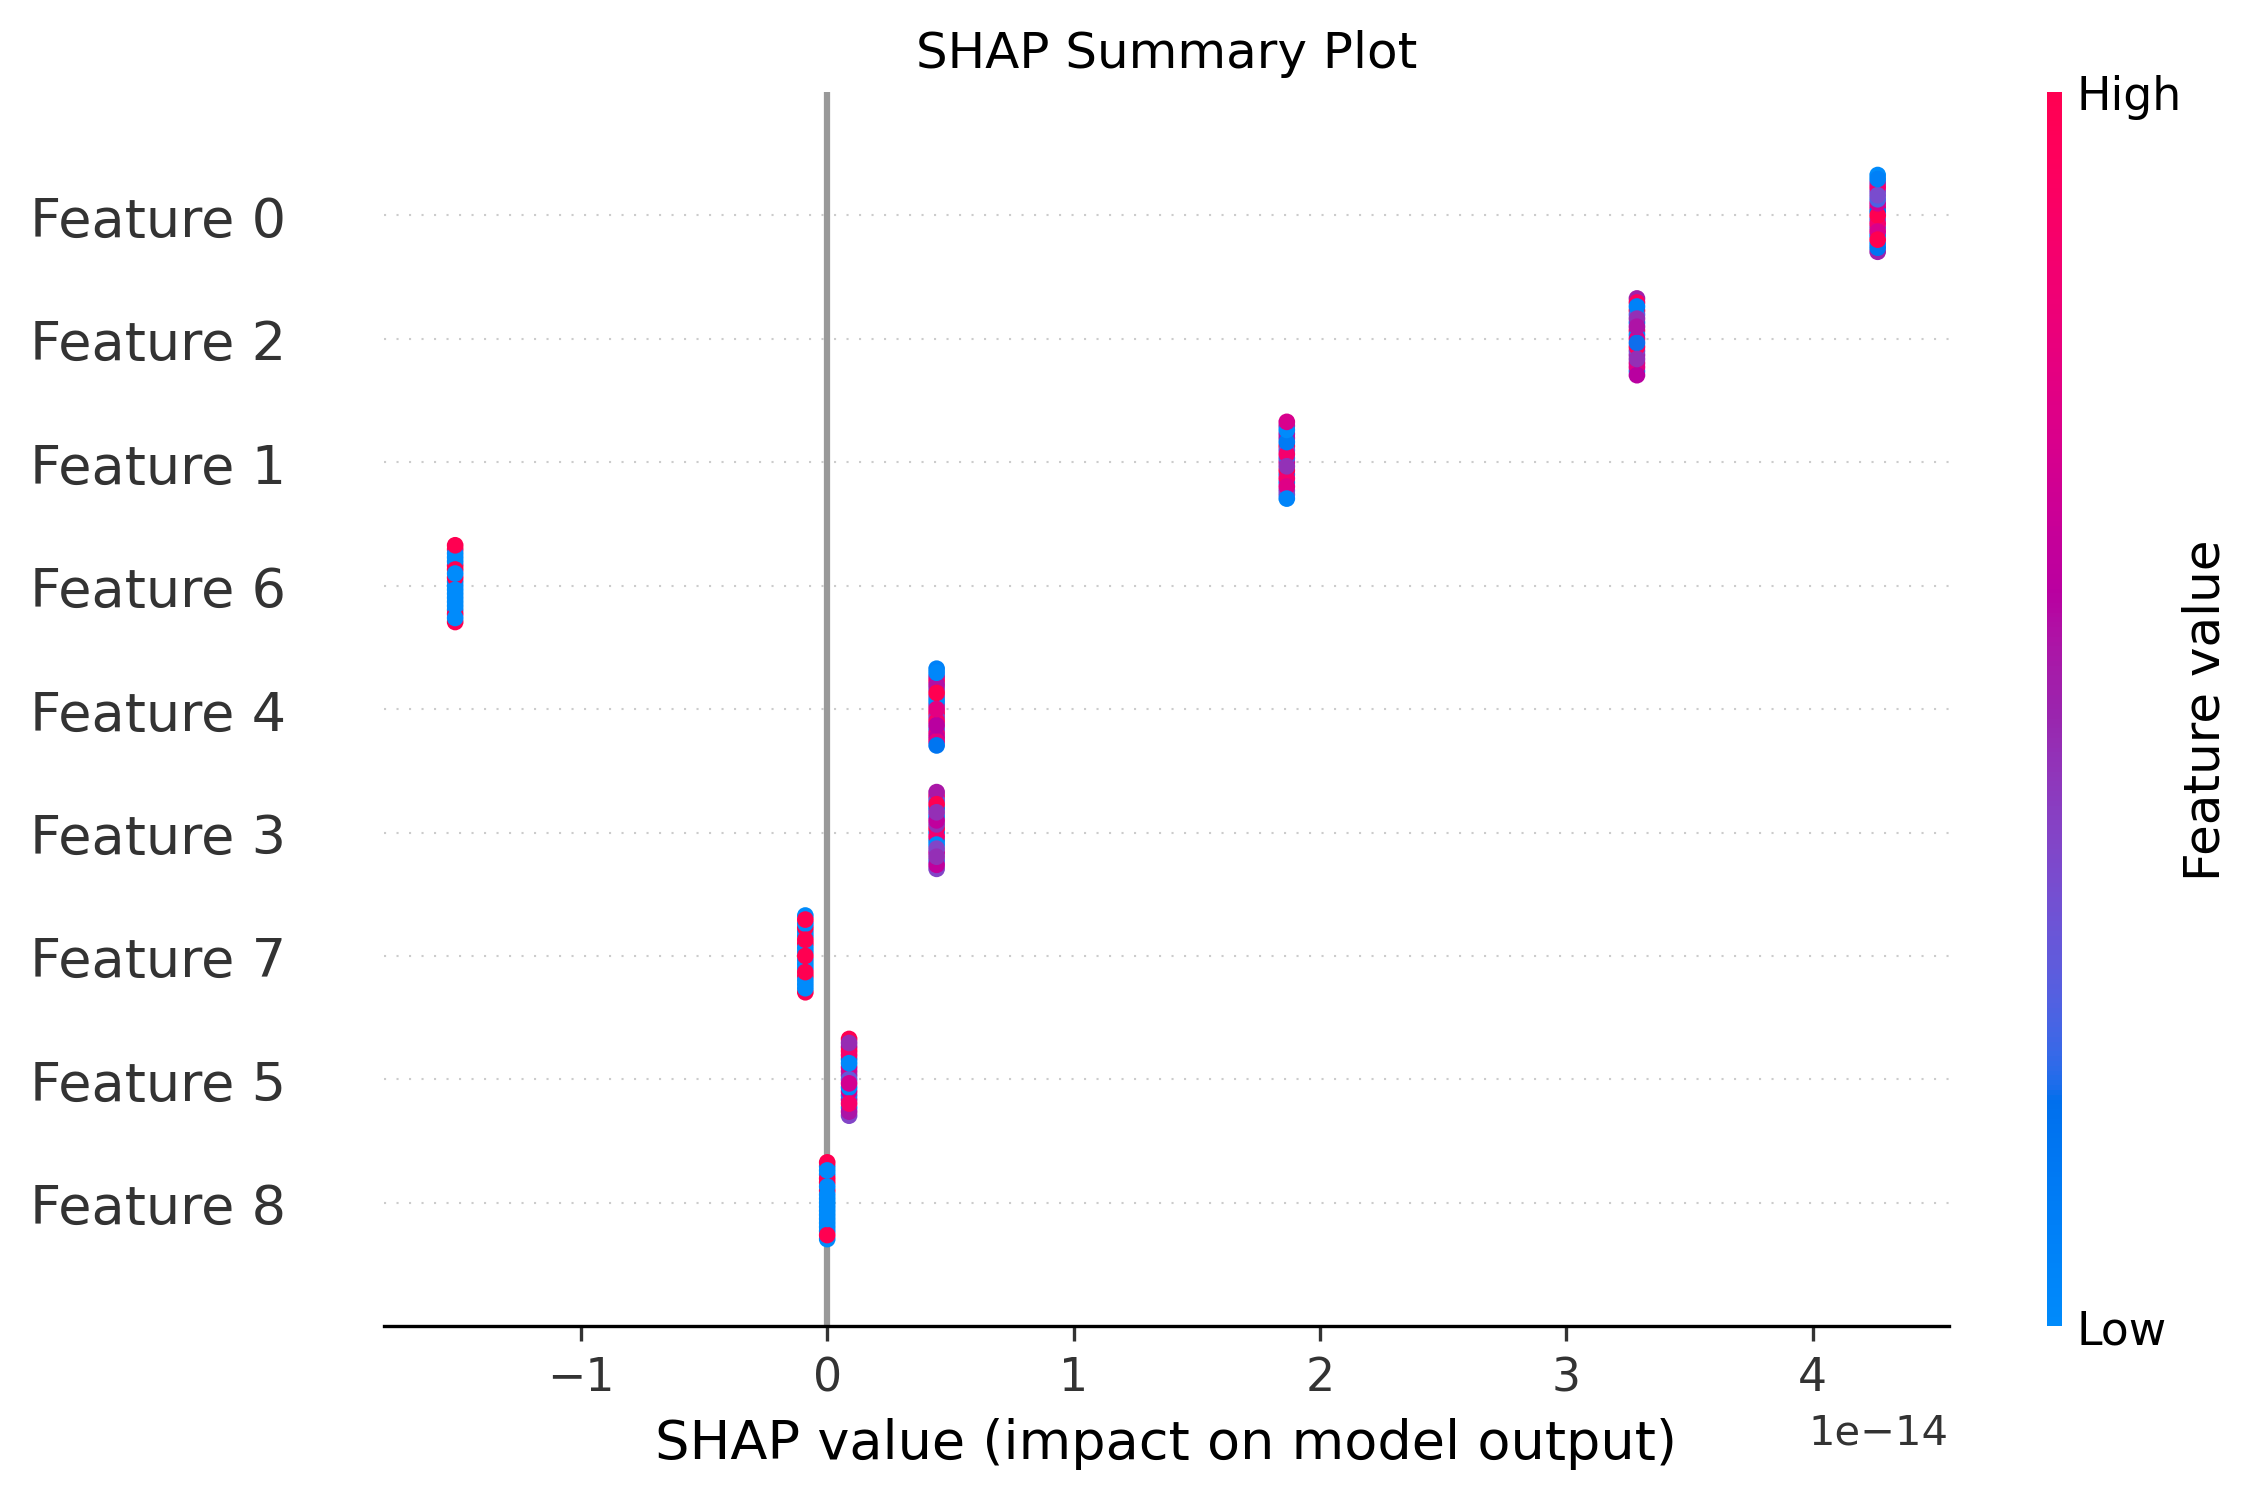 SHAP Summary Plot
High
Feature 0
Feature 2
Feature 1
Feature 6
Feature 4
Feature 3
Feature 7
Feature 5
Feature 8
Feature value
Low
−1 0 1 2 3 4
1e−14
SHAP value (impact on model output)